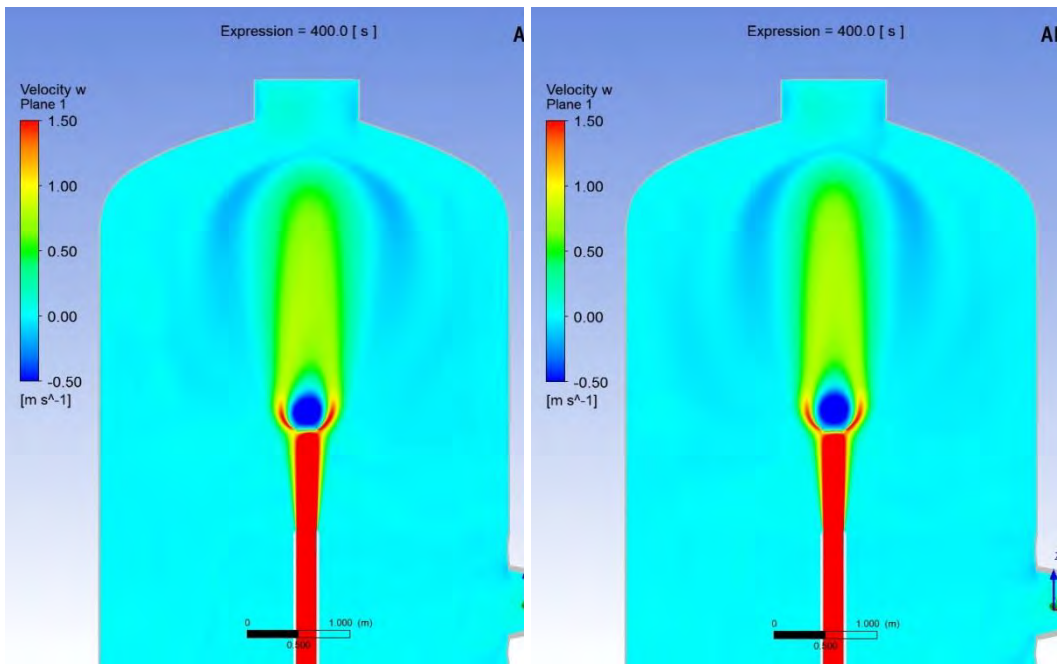 Expression = 400.0 [ s ]
Velocity w
Plane 1
1.50
1.00
0.50
0.00
-0.50
[m s^-1]
0
1.000 (m)
0.500
Expression = 400.0 [ s ]
Velocity w
Plane 1
1.50
1.00
0.50
0.00
-0.50
[m s^-1]
0
1.000 (m)
0.500